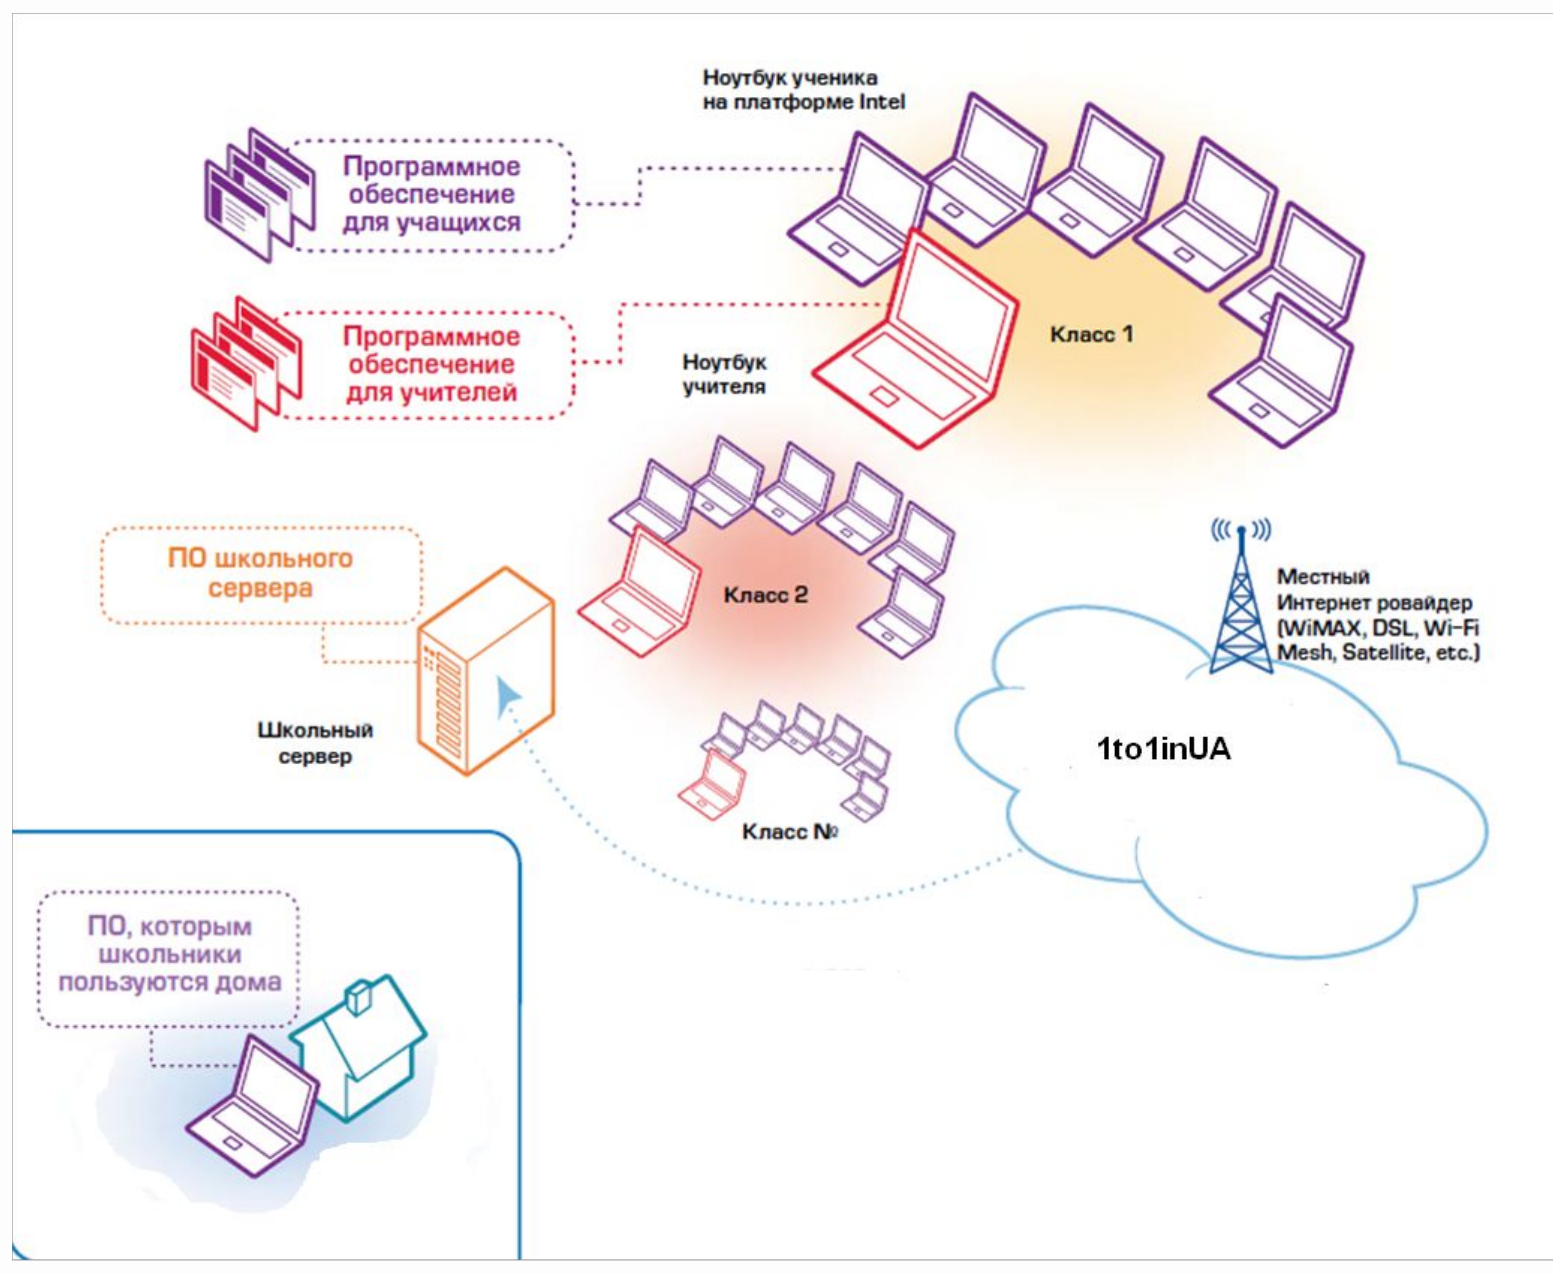 Ноутбук ученика
на платформе Intel
Программное
обеспечение
для учащихся
Программное
обеспечение
для учителей
Ноутбук
учителя
Класс 1
ПО школьного
сервера
Класс 2
Местный
Интернет ровайдер
(WiMAX, DSL, Wi-Fi
Mesh, Satellite, etc.)
Школьный
сервер
1to1inUA
Класс №
ПО, которым
школьники
пользуются дома